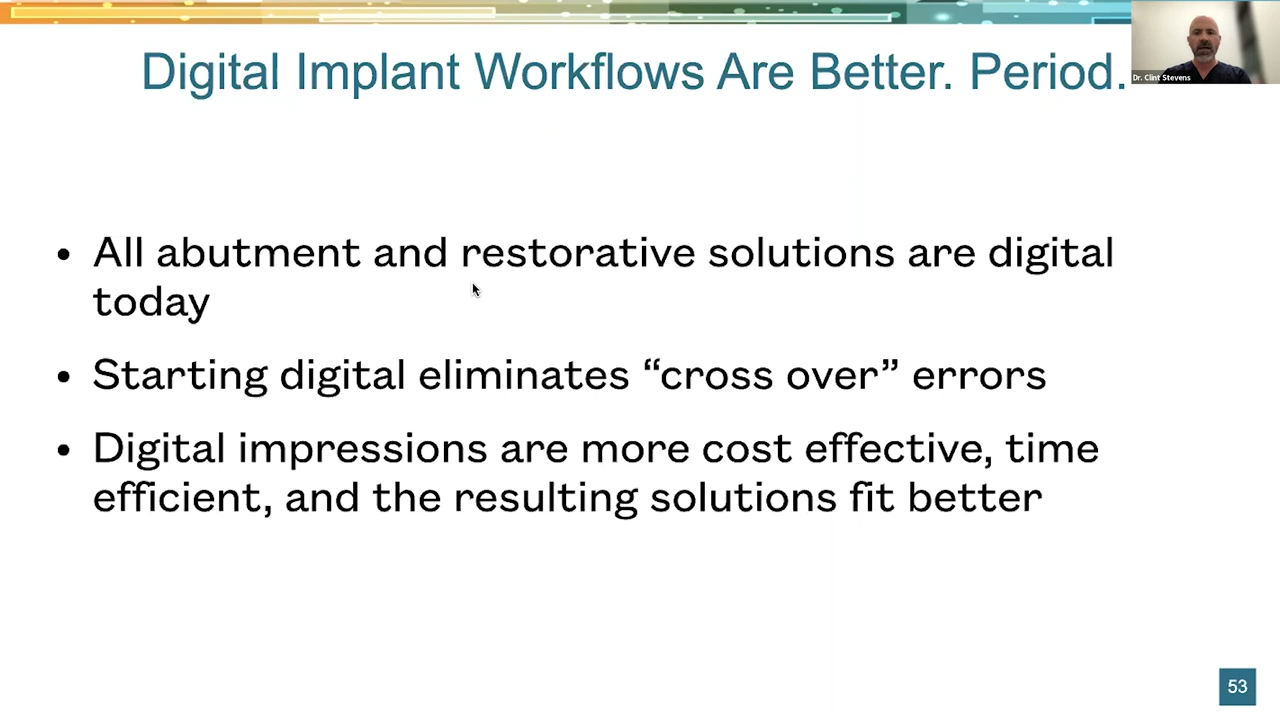 Digital Implant Workflows Are Better. Period.
Dr. Clint Stevens
• All abutment and restorative solutions are digital
today
• Starting digital eliminates “cross over” errors
• Digital impressions are more cost effective, time
efficient, and the resulting solutions fit better
53